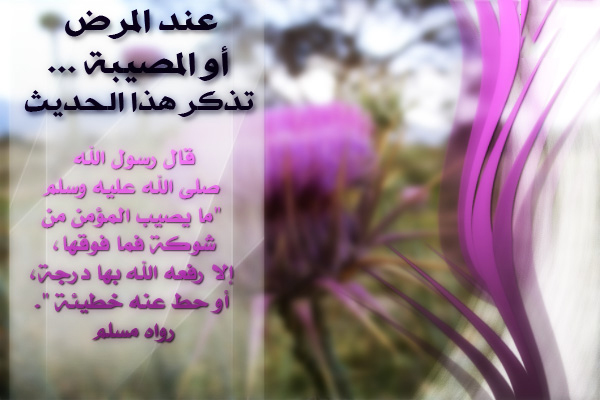 عند المرض
أو المصيبة ...
تذكر هذا الحديث
قال رسول الله
صلى الله عليه وسلم
"ما يصيب المؤمن من
شوكة فما فوقها،
إلا رفعه الله بها درجة،
أو حط عنه خطيئة".
رواه مسلم